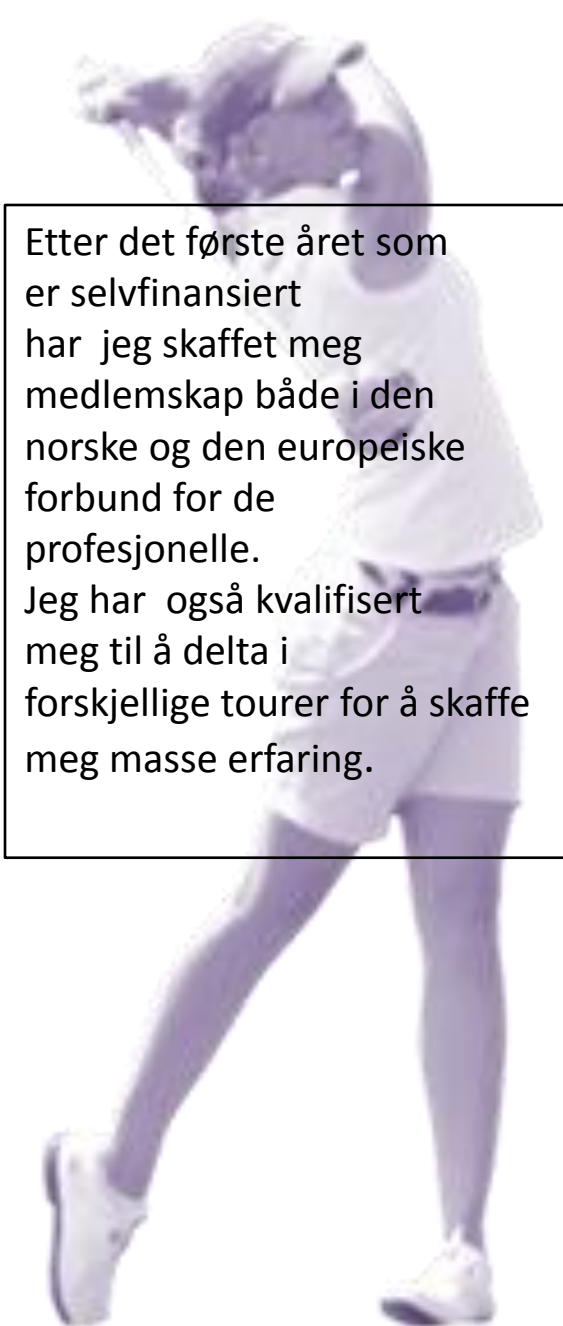 Etter det første året som
er selvfinansiert
har  jeg skaffet meg
medlemskap både i den
norske og den europeiske
forbund for de
profesjonelle.
Jeg har  også kvalifisert
meg til å delta i
forskjellige tourer for å skaffe
meg masse erfaring.